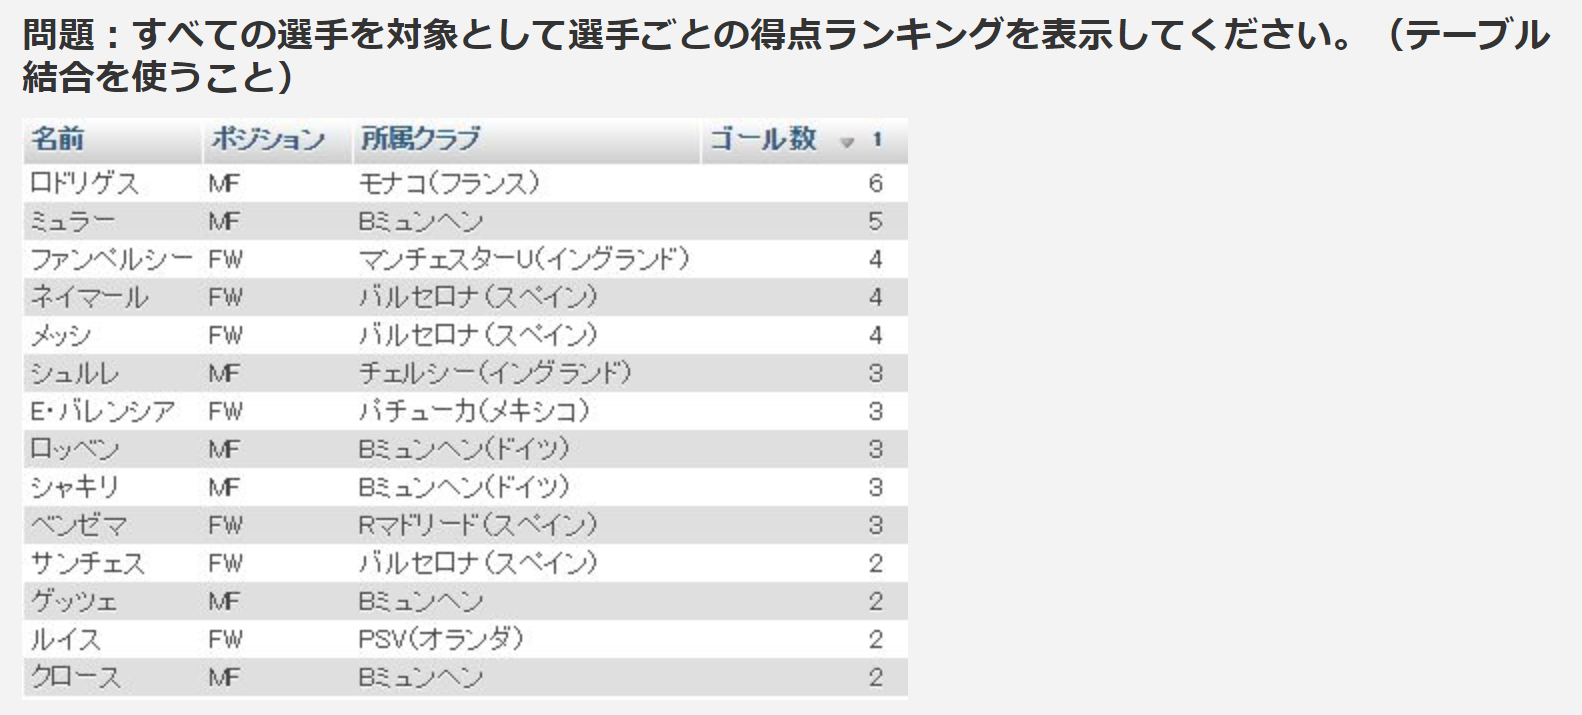 問題：すべての選手を対象として選手ごとの得点ランキングを表示してください。（テーブル
結合を使うこと）
名前 ポジション 所属クラブ ゴール数 1
ロドリゲス MF モナコ(フランス) 6
ミュラー MF Bミュンヘン 5
ファンペルシー FW マンチェスターU(イングランド) 4
ネイマール FW バルセロナ(スペイン) 4
メッシ FW バルセロナ(スペイン) 4
シュルレ MF チェルシー(イングランド) 3
E・バレンシア FW パチューカ(メキシコ) 3
ロッベン MF Bミュンヘン(ドイツ) 3
シャキリ MF Bミュンヘン(ドイツ) 3
ベンゼマ FW Rマドリード(スペイン) 3
サンチェス FW バルセロナ(スペイン) 2
ゲッツェ MF Bミュンヘン 2
ルイス FW PSV(オランダ) 2
クロース MF Bミュンヘン 2